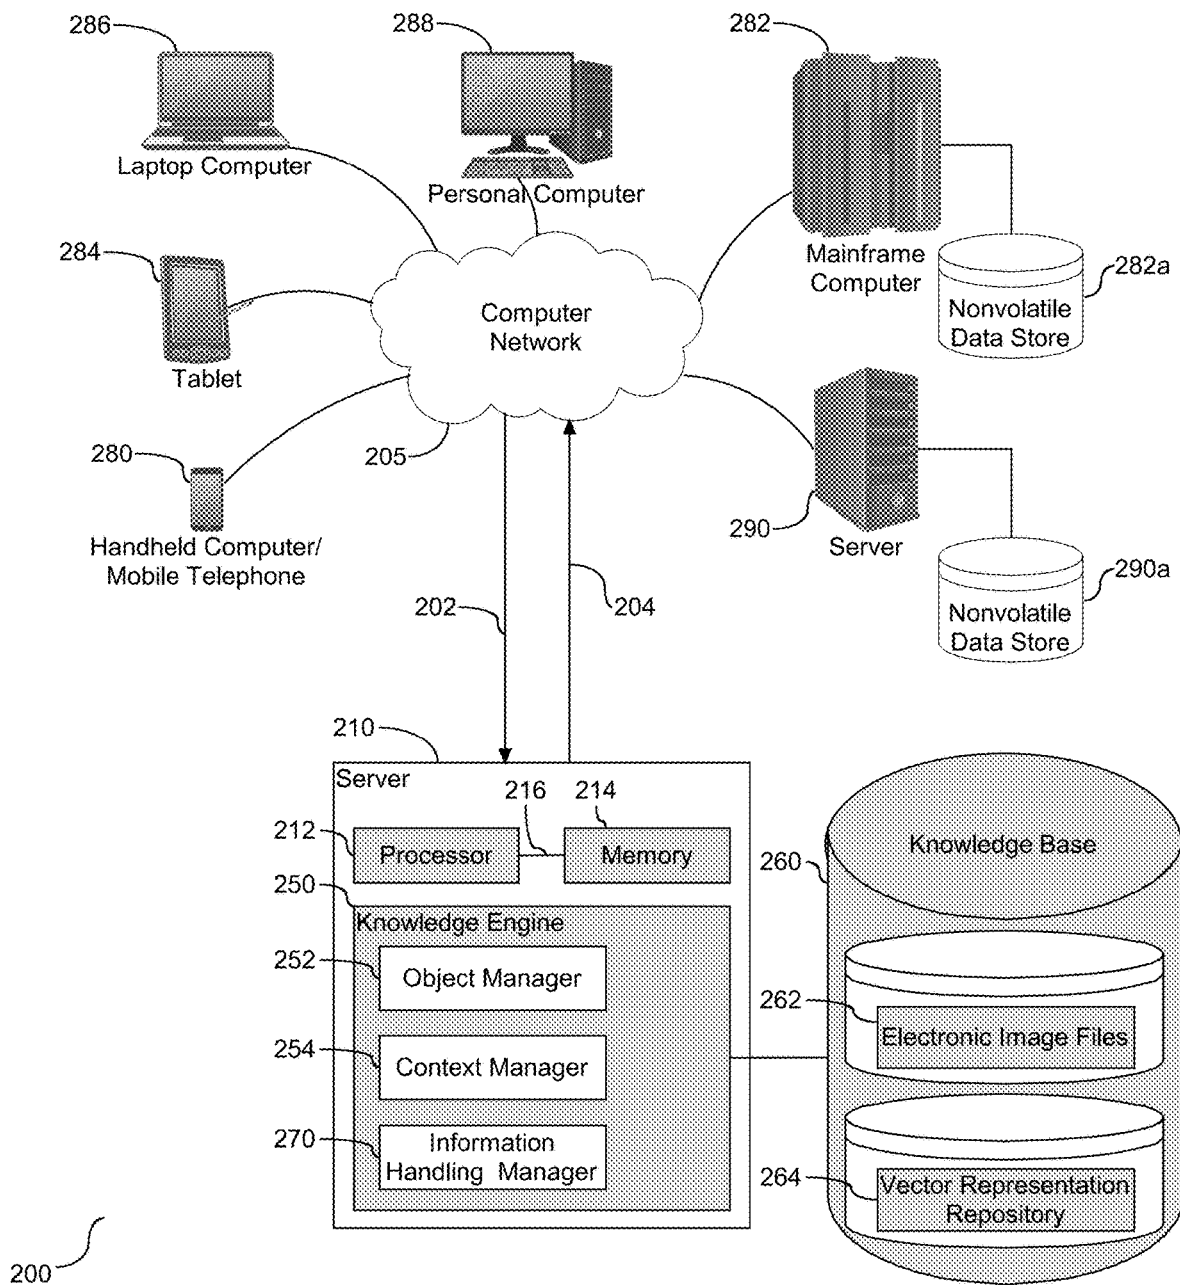 286
288
282
Laptop Computer
Personal Computer
Mainframe
Computer
284
282a
Computer
Network
Nonvolatile
Data Store
Tablet
280
205
290
Server
Handheld Computer/
Mobile Telephone
290a
202
204
Nonvolatile
Data Store
210
Server
216
214
212
Processor
Memory
Knowledge Base
260
250
Knowledge Engine
252
Object Manager
262
Electronic Image Files
254
Context Manager
270
Information
Handling Manager
264
Vector Representation
Repository
200